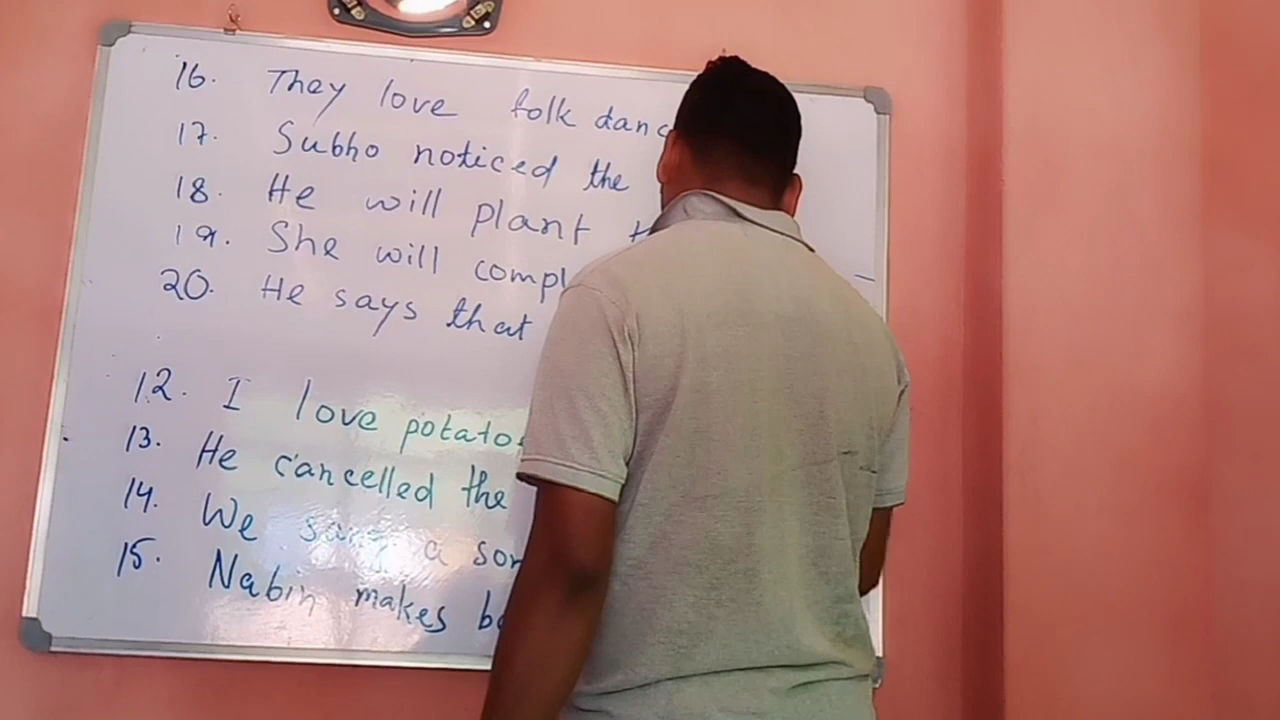 16. They love folk danc
17. Subho noticed the
18. He will plant
19. She will compl
20. He says that
12. I love potato
13. He cancelled the
14. We sang a son
15. Nabin makes